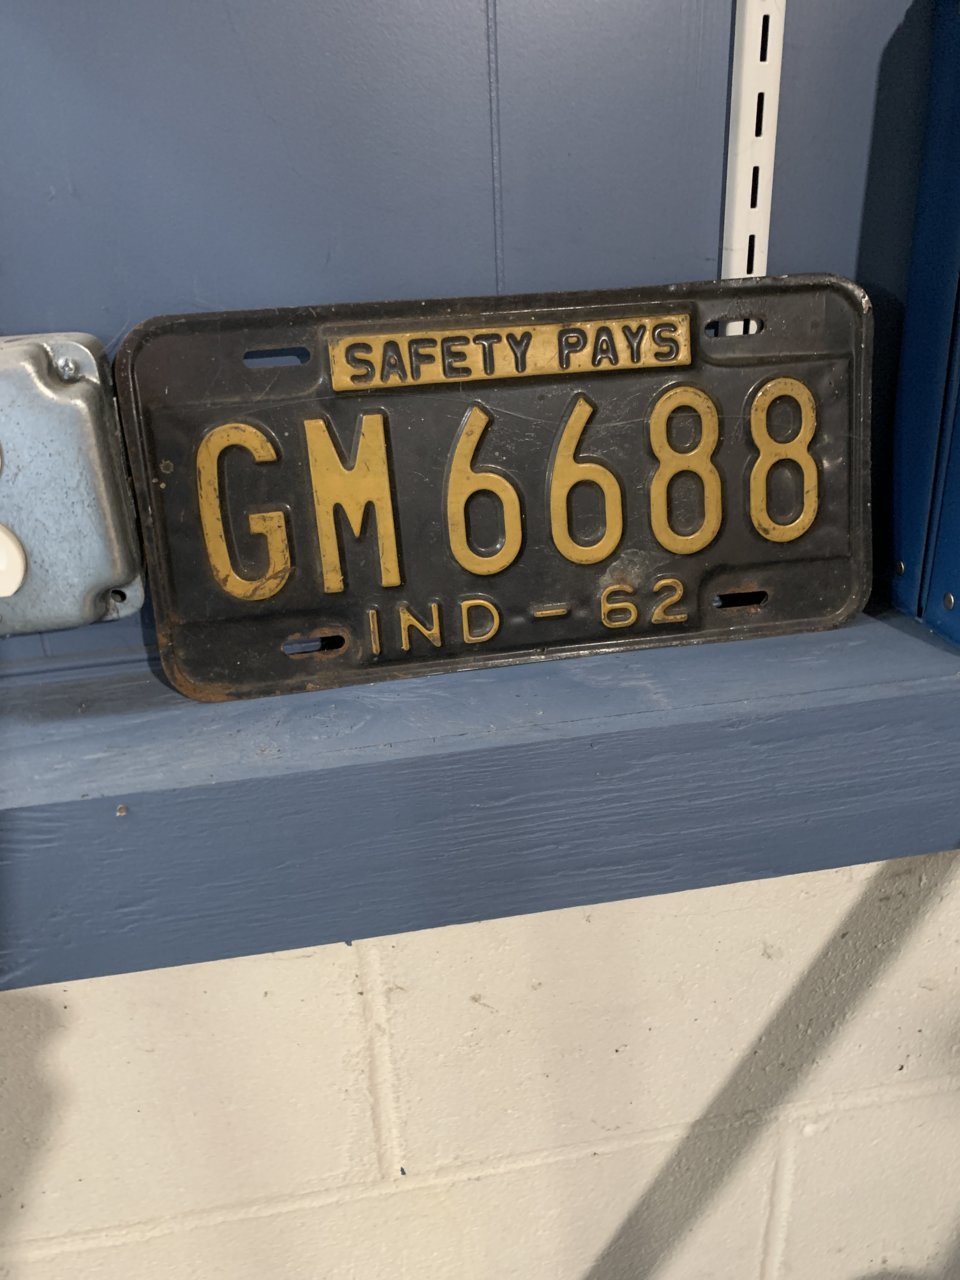 SAFETY PAYS
GM 6688
IND - 62